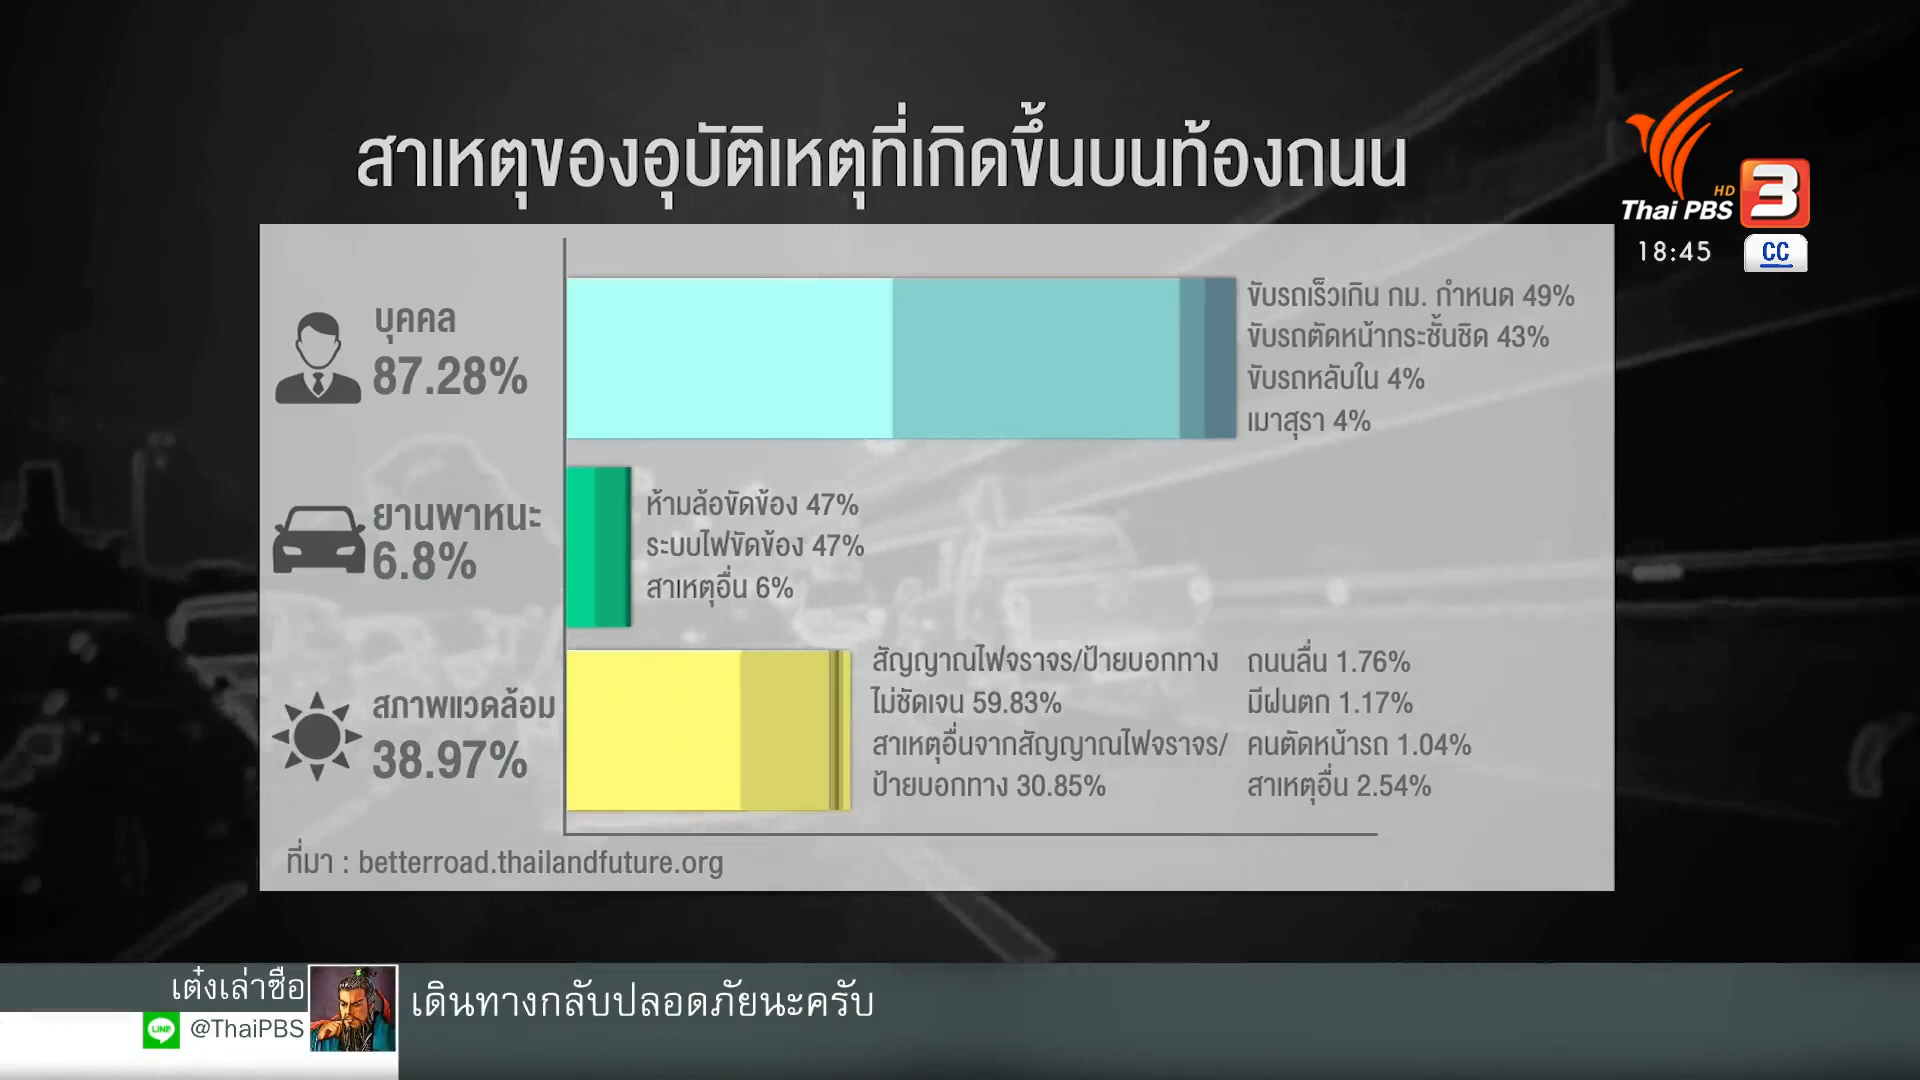 สาเหตุของอุบัติเหตุที่เกิดขึ้นบนท้องถนน
HD
Thai PBS 3
18:45 CC
บุคคล
87.28%
ขับรถเร็วเกิน กม. กำหนด 49%
ขับรถตัดหน้ากระชั้นชิด 43%
ขับรถหลับใน 4%
เมาสุรา 4%
ยานพาหนะ
6.8%
ห้ามล้อขัดข้อง 47%
ระบบไฟขัดข้อง 47%
สาเหตุอื่น 6%
สภาพแวดล้อม
38.97%
สัญญาณไฟจราจร/ป้ายบอกทาง
ไม่ชัดเจน 59.83%
สาเหตุอื่นจากสัญญาณไฟจราจร/
ป้ายบอกทาง 30.85%
ถนนลื่น 1.76%
มีฝนตก 1.17%
คนตัดหน้ารถ 1.04%
สาเหตุอื่น 2.54%
ที่มา : betterroad.thailandfuture.org
เต๋งเล่าซือ
LINE @ThaiPBS
เดินทางกลับปลอดภัยนะครับ